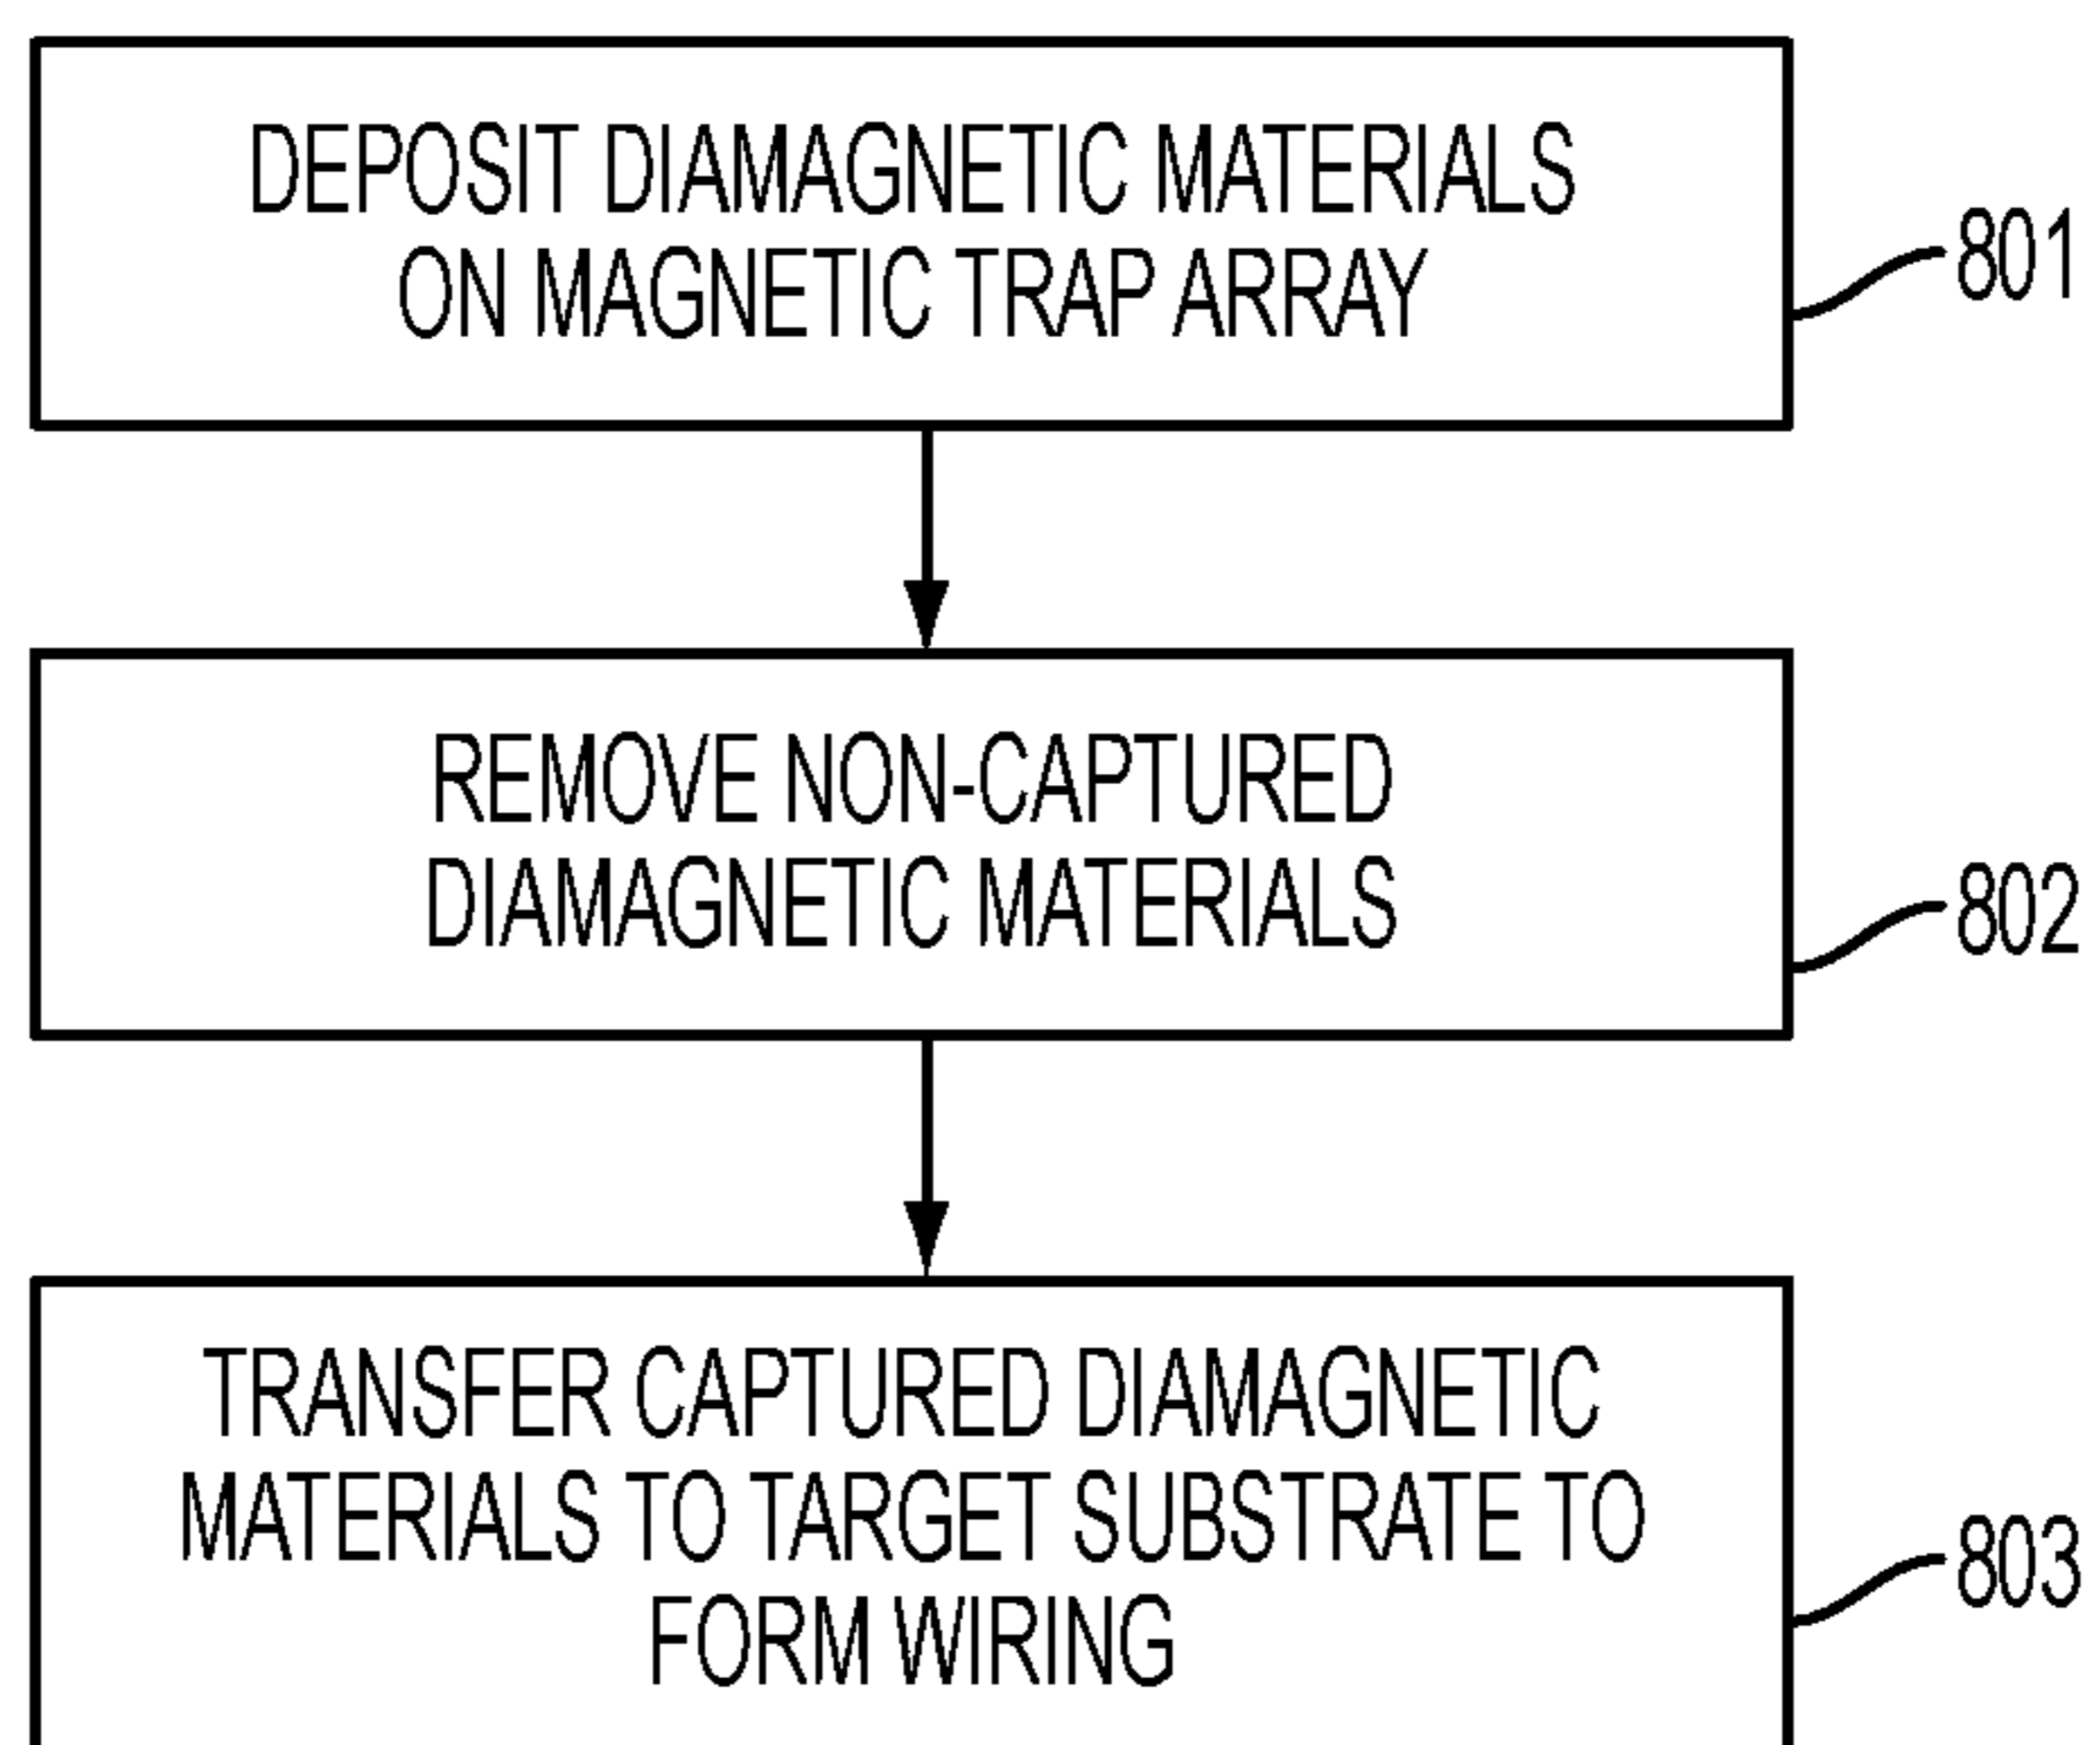 DEPOSIT DIAMAGNETIC MATERIALS
ON MAGNETIC TRAP ARRAY
801
REMOVE NON-CAPTURED
DIAMAGNETIC MATERIALS
802
TRANSFER CAPTURED DIAMAGNETIC
MATERIALS TO TARGET SUBSTRATE TO
FORM WIRING
803